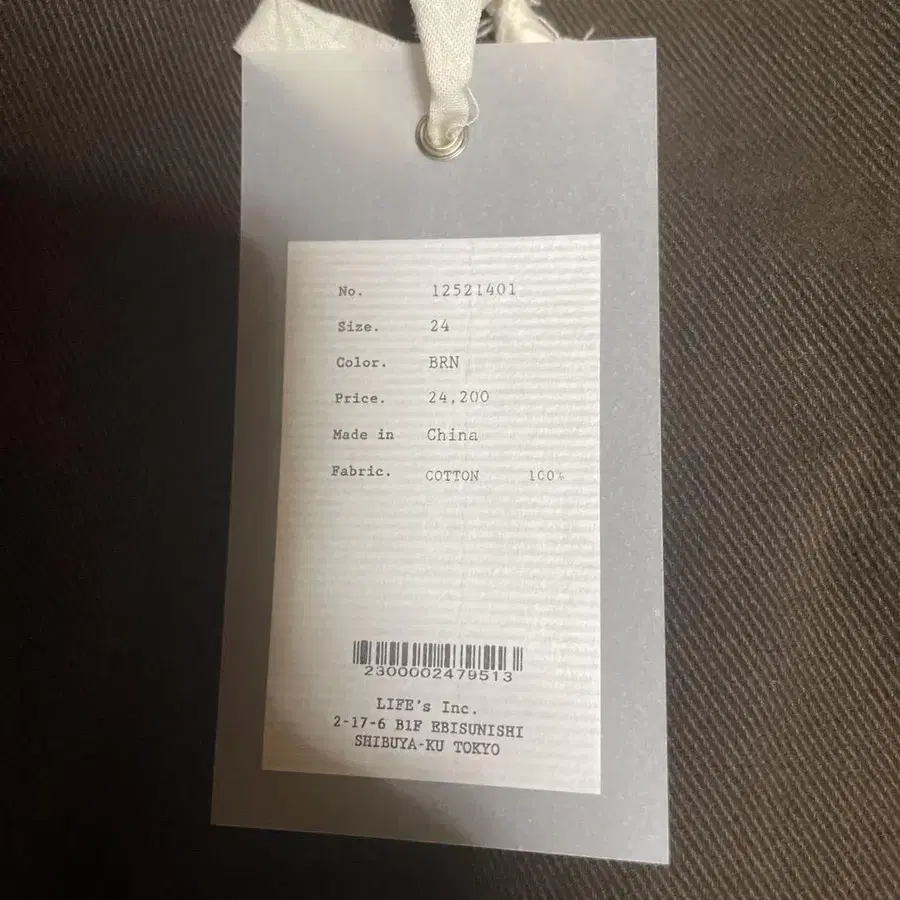 No. 12521401
Size. 24
Color. BRN
Price. 24,200
Made in China
Fabric. COTTON 100%
2300002479513
LIFE's Inc.
2-17-6 B1F EBISUNISHI
SHIBUYA-KU TOKYO